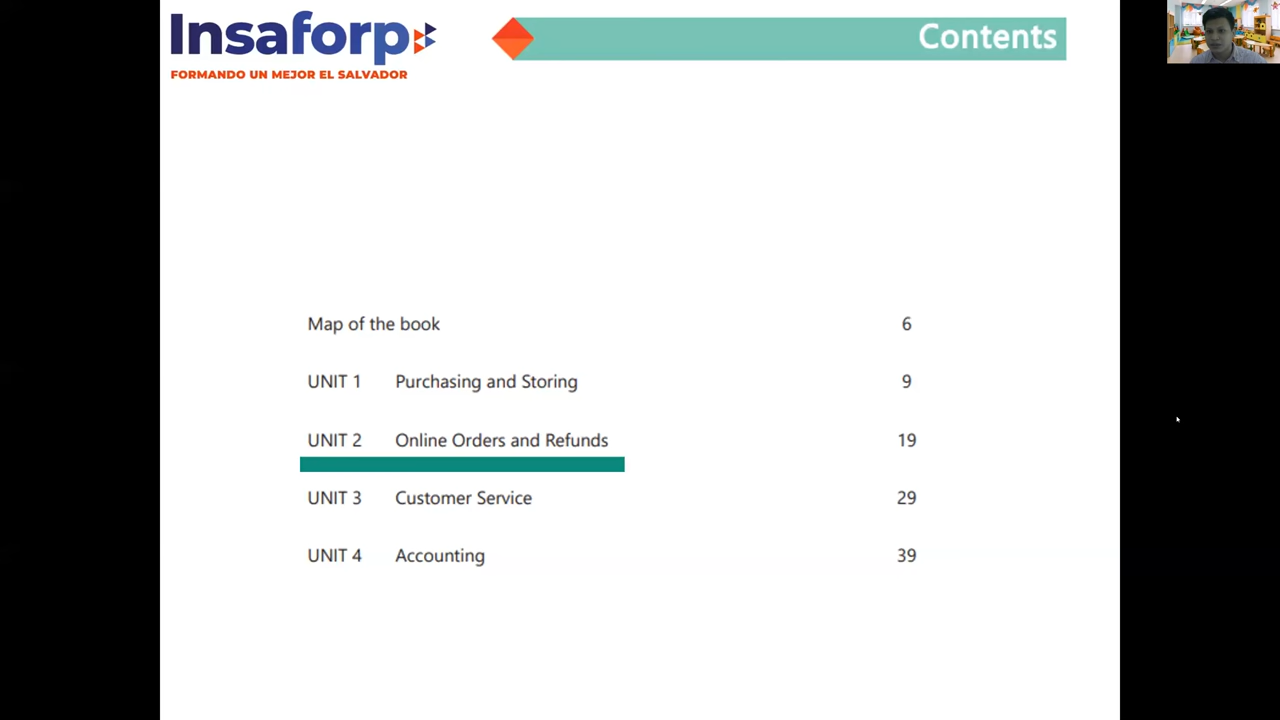 Insaforp
FORMANDO UN MEJOR EL SALVADOR
Contents
Map of the book 6
UNIT 1 Purchasing and Storing 9
UNIT 2 Online Orders and Refunds 19
UNIT 3 Customer Service 29
UNIT 4 Accounting 39